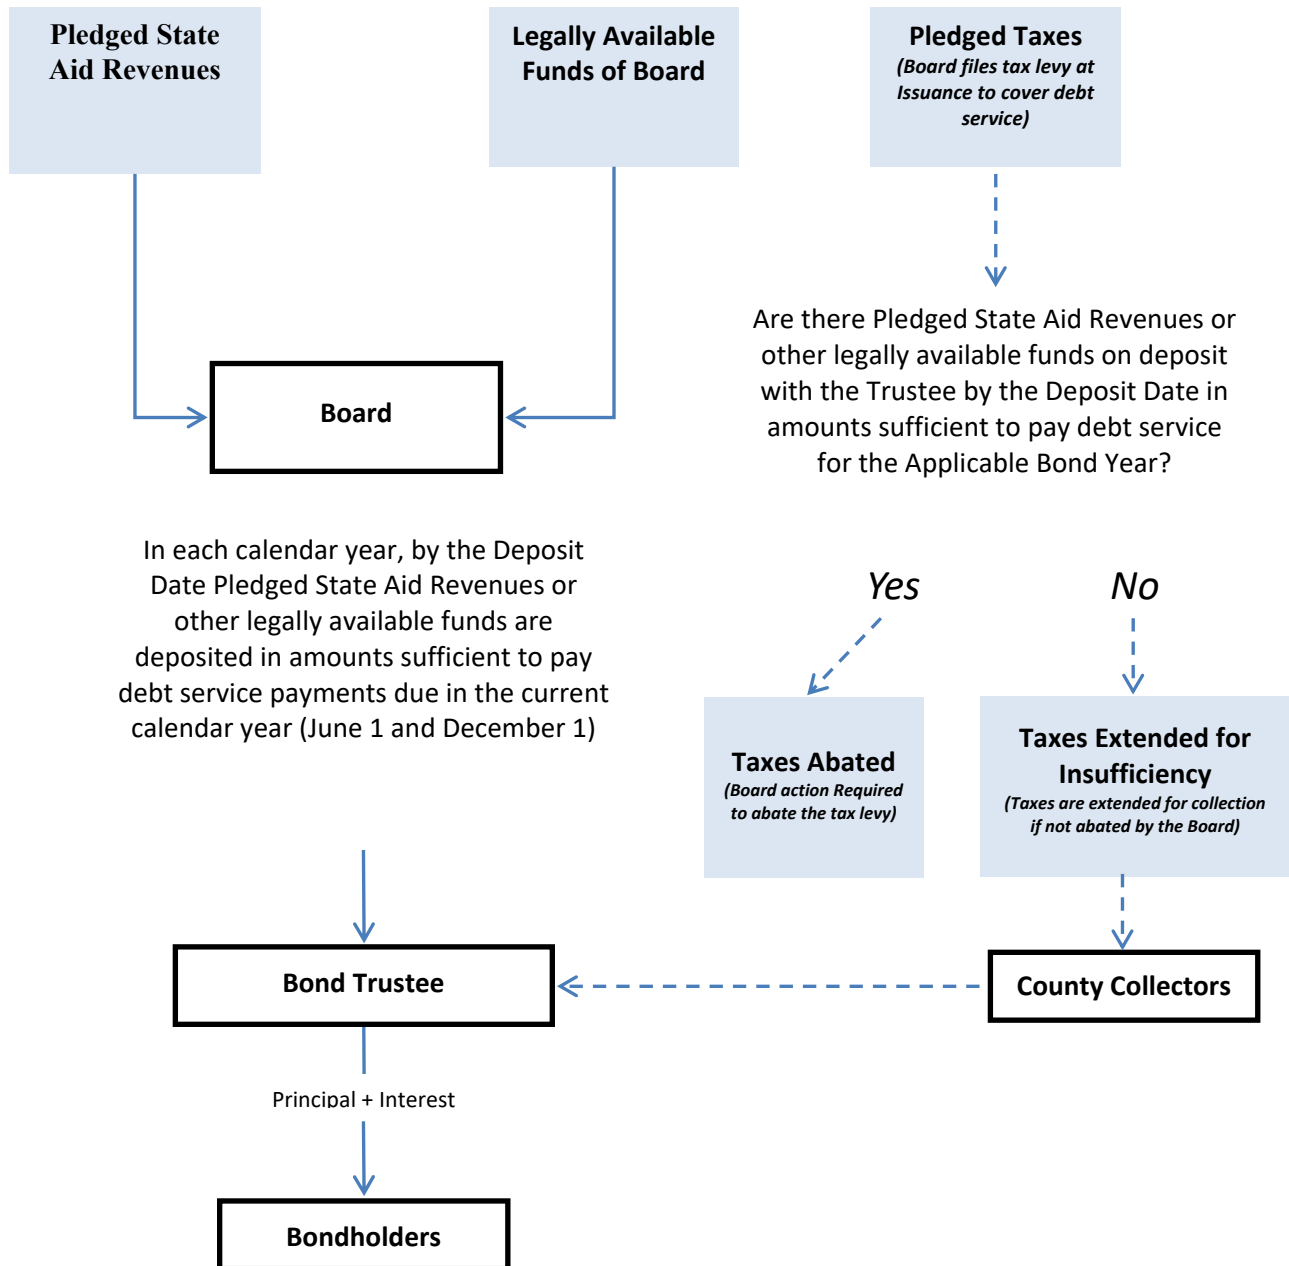 Pledged State
Aid Revenues
Legally Available
Funds of Board
Pledged Taxes
(Board files tax levy at
Issuance to cover debt
service)
Board
Are there Pledged State Aid Revenues or
other legally available funds on deposit
with the Trustee by the Deposit Date in
amounts sufficient to pay debt service
for the Applicable Bond Year?
In each calendar year, by the Deposit
Date Pledged State Aid Revenues or
other legally available funds are
deposited in amounts sufficient to pay
debt service payments due in the current
calendar year (June 1 and December 1)
Yes
No
Taxes Abated
(Board action Required
to abate the tax levy)
Taxes Extended for
Insufficiency
(Taxes are extended for collection
if not abated by the Board)
Bond Trustee
County Collectors
Principal + Interest
Bondholders